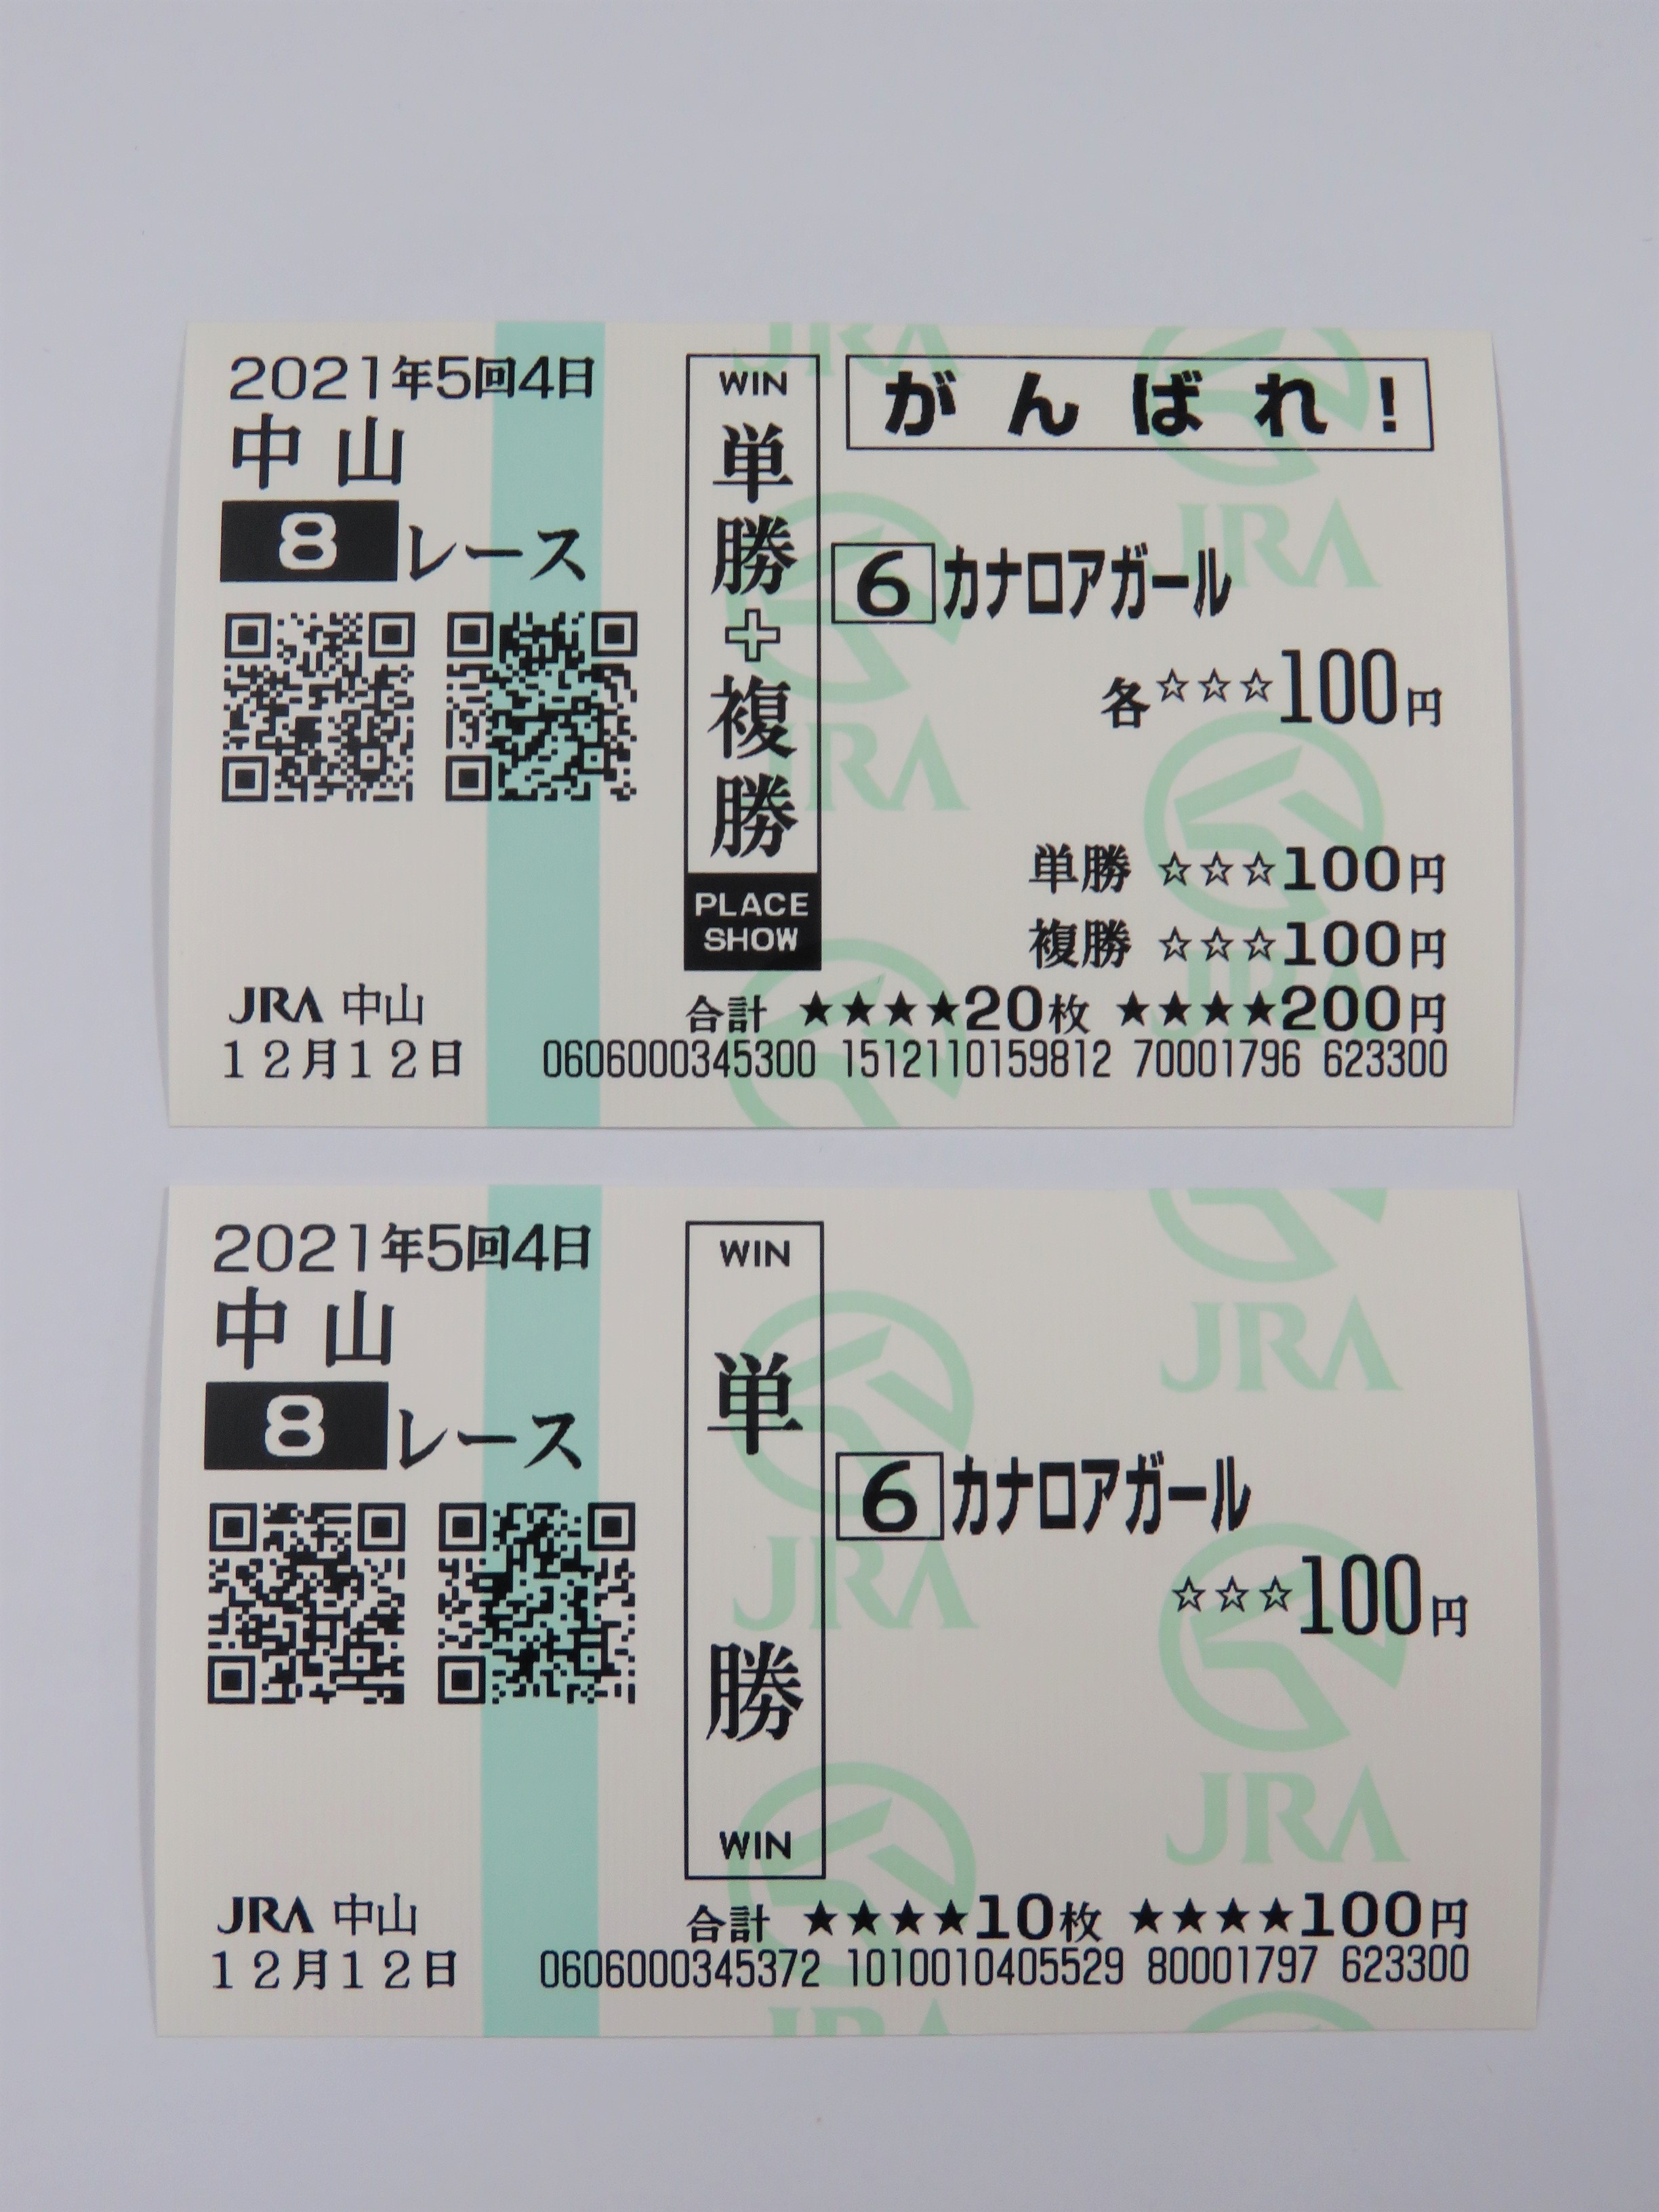 2021年5回4日
中山
8レース
WIN
単勝+複勝
PLACE
SHOW
がんばれ!
6 カナロアガール
各☆☆☆100円
単勝 ☆☆☆100円
複勝 ☆☆☆100円
JRA 中山
合計 ★★★★20枚 ★★★★200円
12月12日
0606000345300 1512110159812 70001796 623300
2021年5回4日
中山
8レース
WIN
単勝
WIN
6 カナロアガール
☆☆☆100円
JRA 中山
合計 ★★★★10枚 ★★★★100円
12月12日
0606000345372 1010010405529 80001797 623300